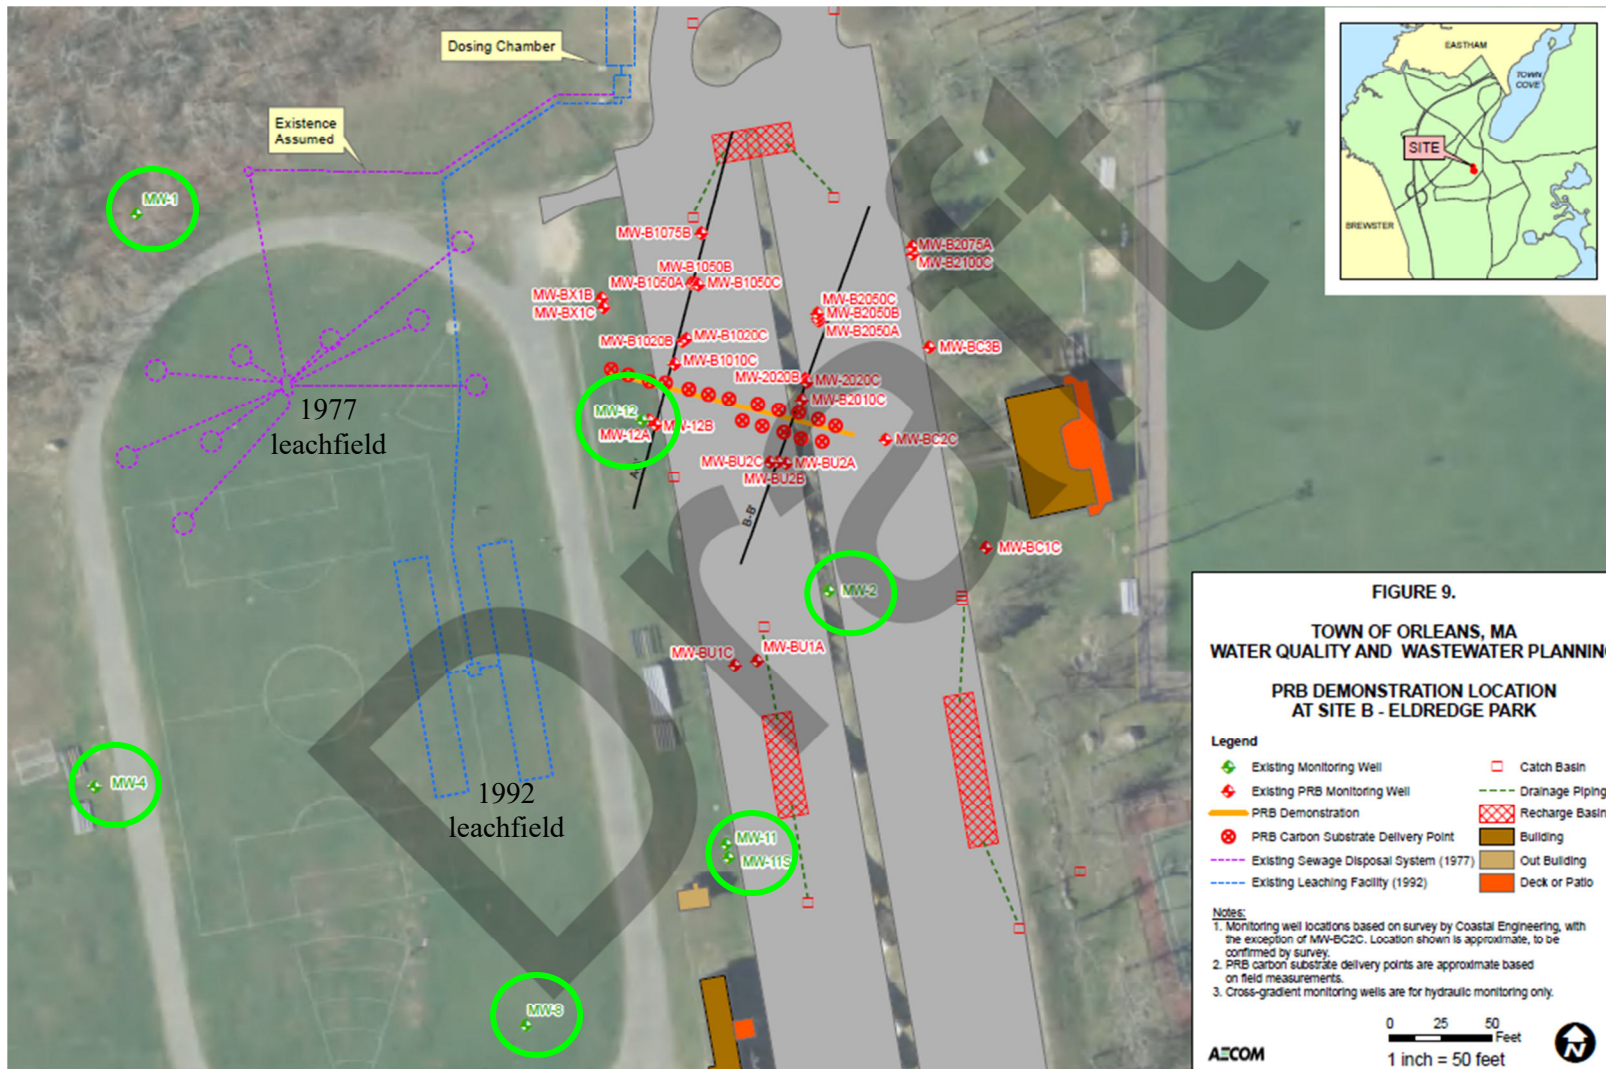 Dosing Chamber
Existence
Assumed
MW-1
MW-B1075B
MW-B1050B
MW-B1050A
MW-B1050C
MW-BX1B
MW-BX1C
MW-B1020C
MW-B1020B
MW-B1010C
MW-B2075A
MW-B2100C
MW-B2050C
MW-B2050B
MW-B2050A
MW-BC3B
MW-2020B
MW-2020C
MW-B2010C
MW-12
MW-12A
MW-12B
MW-BC2C
MW-BU2C
MW-BU2A
MW-BU2B
B-B'
1977
leachfield
MW-BC1C
MW-2
MW-BU1C
MW-BU1A
MW-4
1992
leachfield
MW-11
MW-11S
MW-8
Draft
EASTHAM
TOWN
COVE
SITE
BREWSTER
FIGURE 9.
TOWN OF ORLEANS, MA
WATER QUALITY AND WASTEWATER PLANNING
PRB DEMONSTRATION LOCATION
AT SITE B - ELDREDGE PARK
Legend
Existing Monitoring Well
Existing PRB Monitoring Well
PRB Demonstration
PRB Carbon Substrate Delivery Point
Existing Sewage Disposal System (1977)
Existing Leaching Facility (1992)
Catch Basin
Drainage Piping
Recharge Basin
Building
Out Building
Deck or Patio
Notes:
1. Monitoring well locations based on survey by Coastal Engineering, with
the exception of MW-BC2C. Location shown is approximate, to be
confirmed by survey.
2. PRB carbon substrate delivery points are approximate based
on field measurements.
3. Cross-gradient monitoring wells are for hydraulic monitoring only.
0 25 50
Feet
1 inch = 50 feet
AECOM
N